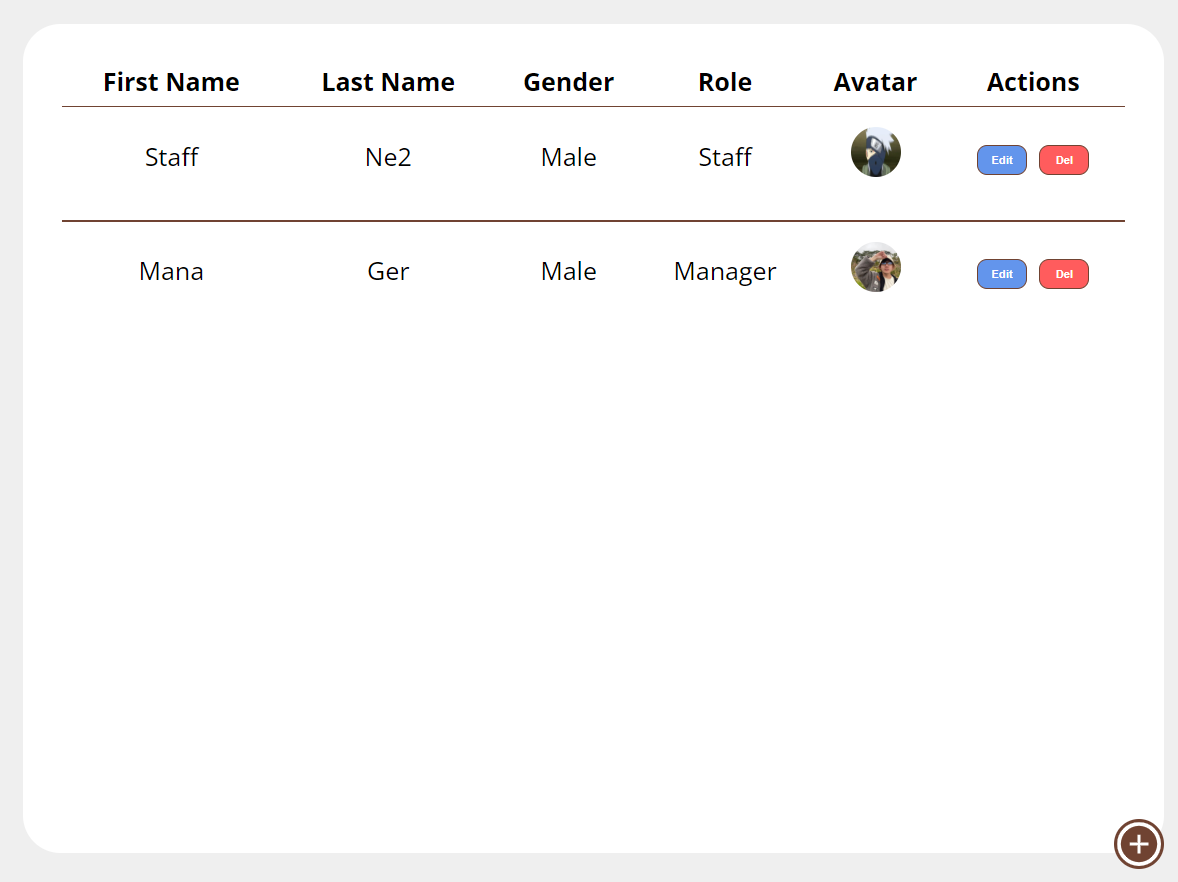 First Name Last Name Gender Role Avatar Actions
Staff Ne2 Male Staff Edit Del
Mana Ger Male Manager Edit Del